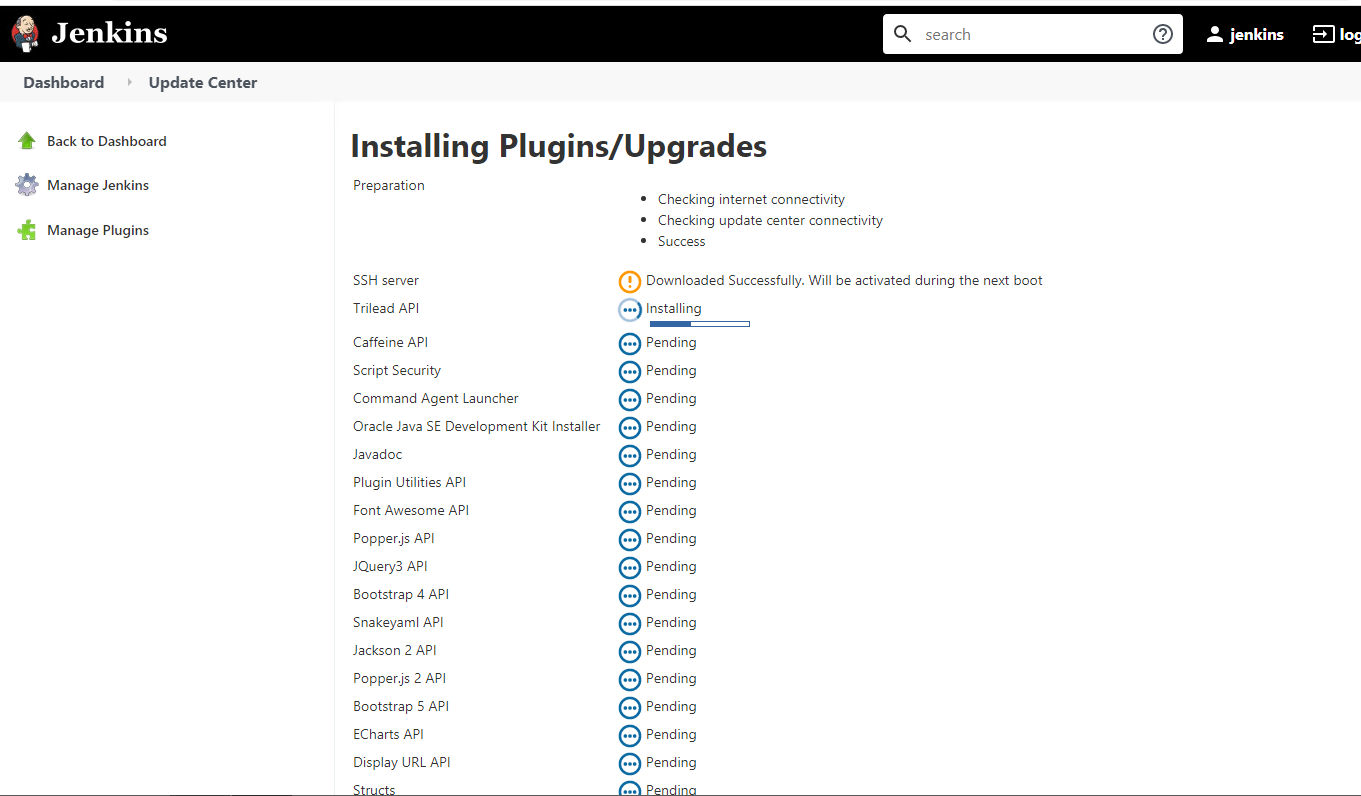 Jenkins
search
jenkins
log
Dashboard
Update Center
Back to Dashboard
Manage Jenkins
Manage Plugins
Installing Plugins/Upgrades
Preparation
Checking internet connectivity
Checking update center connectivity
Success
SSH server Downloaded Successfully. Will be activated during the next boot
Trilead API Installing
Caffeine API Pending
Script Security Pending
Command Agent Launcher Pending
Oracle Java SE Development Kit Installer Pending
Javadoc Pending
Plugin Utilities API Pending
Font Awesome API Pending
Popper.js API Pending
JQuery3 API Pending
Bootstrap 4 API Pending
Snakeyaml API Pending
Jackson 2 API Pending
Popper.js 2 API Pending
Bootstrap 5 API Pending
ECharts API Pending
Display URL API Pending
Structs Pending